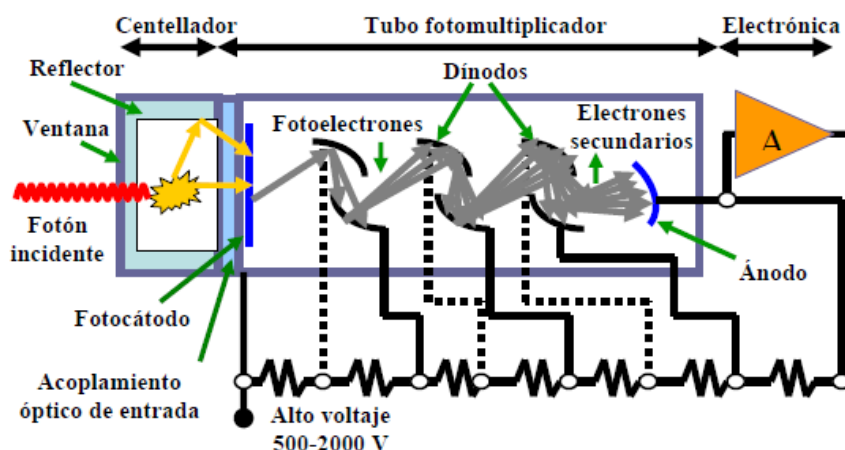 Centellador
Tubo fotomultiplicador
Electrónica
Reflector
Dínodos
Ventana
Fotoelectrones
Electrones
secundarios
A
Fotón
incidente
Ánodo
Fotocátodo
Acoplamiento
óptico de entrada
Alto voltaje
500-2000 V